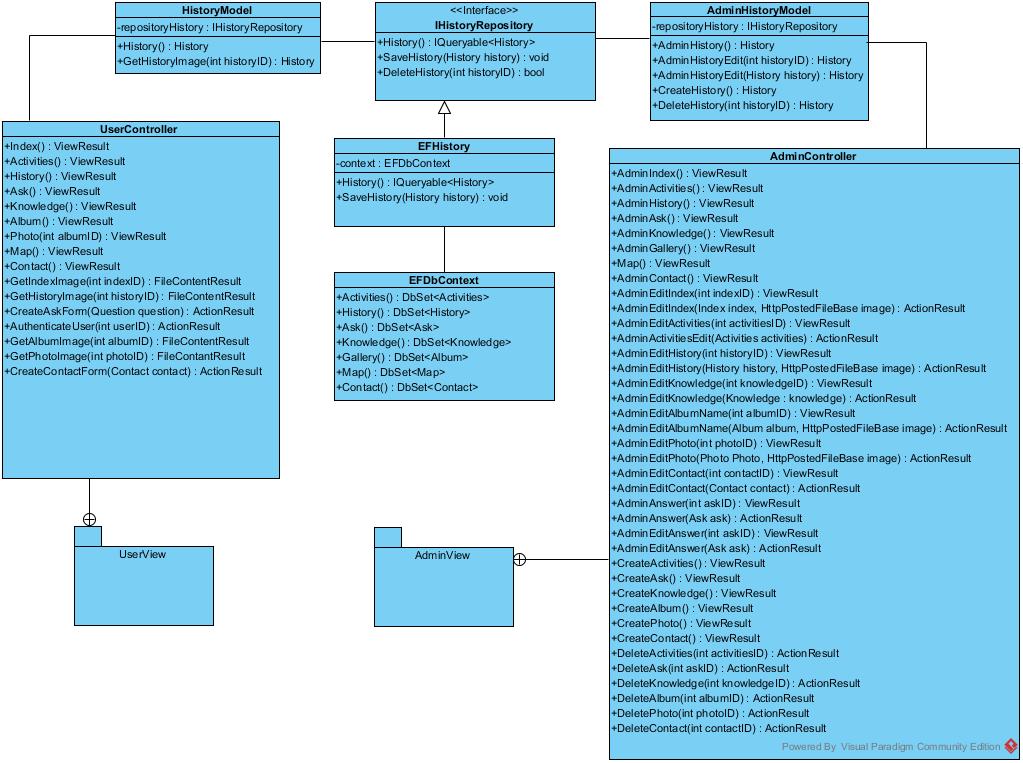 HistoryModel
-repositoryHistory : IHistoryRepository
+History() : History
+GetHistoryImage(int historyID) : History
<<Interface>>
IHistoryRepository
+History() : IQueryable<History>
+SaveHistory(History history) : void
+DeleteHistory(int historyID) : bool
AdminHistoryModel
-repositoryHistory : IHistoryRepository
+AdminHistory() : History
+AdminHistoryEdit(int historyID) : History
+AdminHistoryEdit(History history) : History
+CreateHistory() : History
+DeleteHistory(int historyID) : History
UserController
+Index() : ViewResult
+Activities() : ViewResult
+History() : ViewResult
+Ask() : ViewResult
+Knowledge() : ViewResult
+Album() : ViewResult
+Photo(int albumID) : ViewResult
+Map() : ViewResult
+Contact() : ViewResult
+GetIndexImage(int indexID) : FileContentResult
+GetHistoryImage(int historyID) : FileContentResult
+CreateAskForm(Question question) : ActionResult
+AuthenticateUser(int userID) : ActionResult
+GetAlbumImage(int albumID) : FileContentResult
+GetPhotoImage(int photoID) : FileContantResult
+CreateContactForm(Contact contact) : ActionResult
EFHistory
-context : EFDbContext
+History() : IQueryable<History>
+SaveHistory(History history) : void
EFDbContext
+Activities() : DbSet<Activities>
+History() : DbSet<History>
+Ask() : DbSet<Ask>
+Knowledge() : DbSet<Knowledge>
+Gallery() : DbSet<Album>
+Map() : DbSet<Map>
+Contact() : DbSet<Contact>
AdminController
+AdminIndex() : ViewResult
+AdminActivities() : ViewResult
+AdminHistory() : ViewResult
+AdminAsk() : ViewResult
+AdminKnowledge() : ViewResult
+AdminGallery() : ViewResult
+Map() : ViewResult
+AdminContact() : ViewResult
+AdminEditIndex(int indexID) : ViewResult
+AdminEditIndex(Index index, HttpPostedFileBase image) : ActionResult
+AdminEditActivities(int activitiesID) : ViewResult
+AdminActivitiesEdit(Activities activities) : ActionResult
+AdminEditHistory(int historyID) : ViewResult
+AdminEditHistory(History history, HttpPostedFileBase image) : ActionResult
+AdminEditKnowledge(int knowledgeID) : ViewResult
+AdminEditKnowledge(Knowledge : knowledge) : ActionResult
+AdminEditAlbumName(int albumID) : ViewResult
+AdminEditAlbumName(Album album, HttpPostedFileBase image) : ActionResult
+AdminEditPhoto(int photoID) : ViewResult
+AdminEditPhoto(Photo Photo, HttpPostedFileBase image) : ActionResult
+AdminEditContact(int contactID) : ViewResult
+AdminEditContact(Contact contact) : ActionResult
+AdminAnswer(int askID) : ViewResult
+AdminAnswer(Ask ask) : ActionResult
+AdminEditAnswer(int askID) : ViewResult
+AdminEditAnswer(Ask ask) : ActionResult
+CreateActivities() : ViewResult
+CreateAsk() : ViewResult
+CreateKnowledge() : ViewResult
+CreateAlbum() : ViewResult
+CreatePhoto() : ViewResult
+CreateContact() : ViewResult
+DeleteActivities(int activitiesID) : ActionResult
+DeleteAsk(int askID) : ActionResult
+DeleteKnowledge(int knowledgeID) : ActionResult
+DeleteAlbum(int albumID) : ActionResult
+DeletePhoto(int photoID) : ActionResult
+DeleteContact(int contactID) : ActionResult
UserView
AdminView
Powered By Visual Paradigm Community Edition